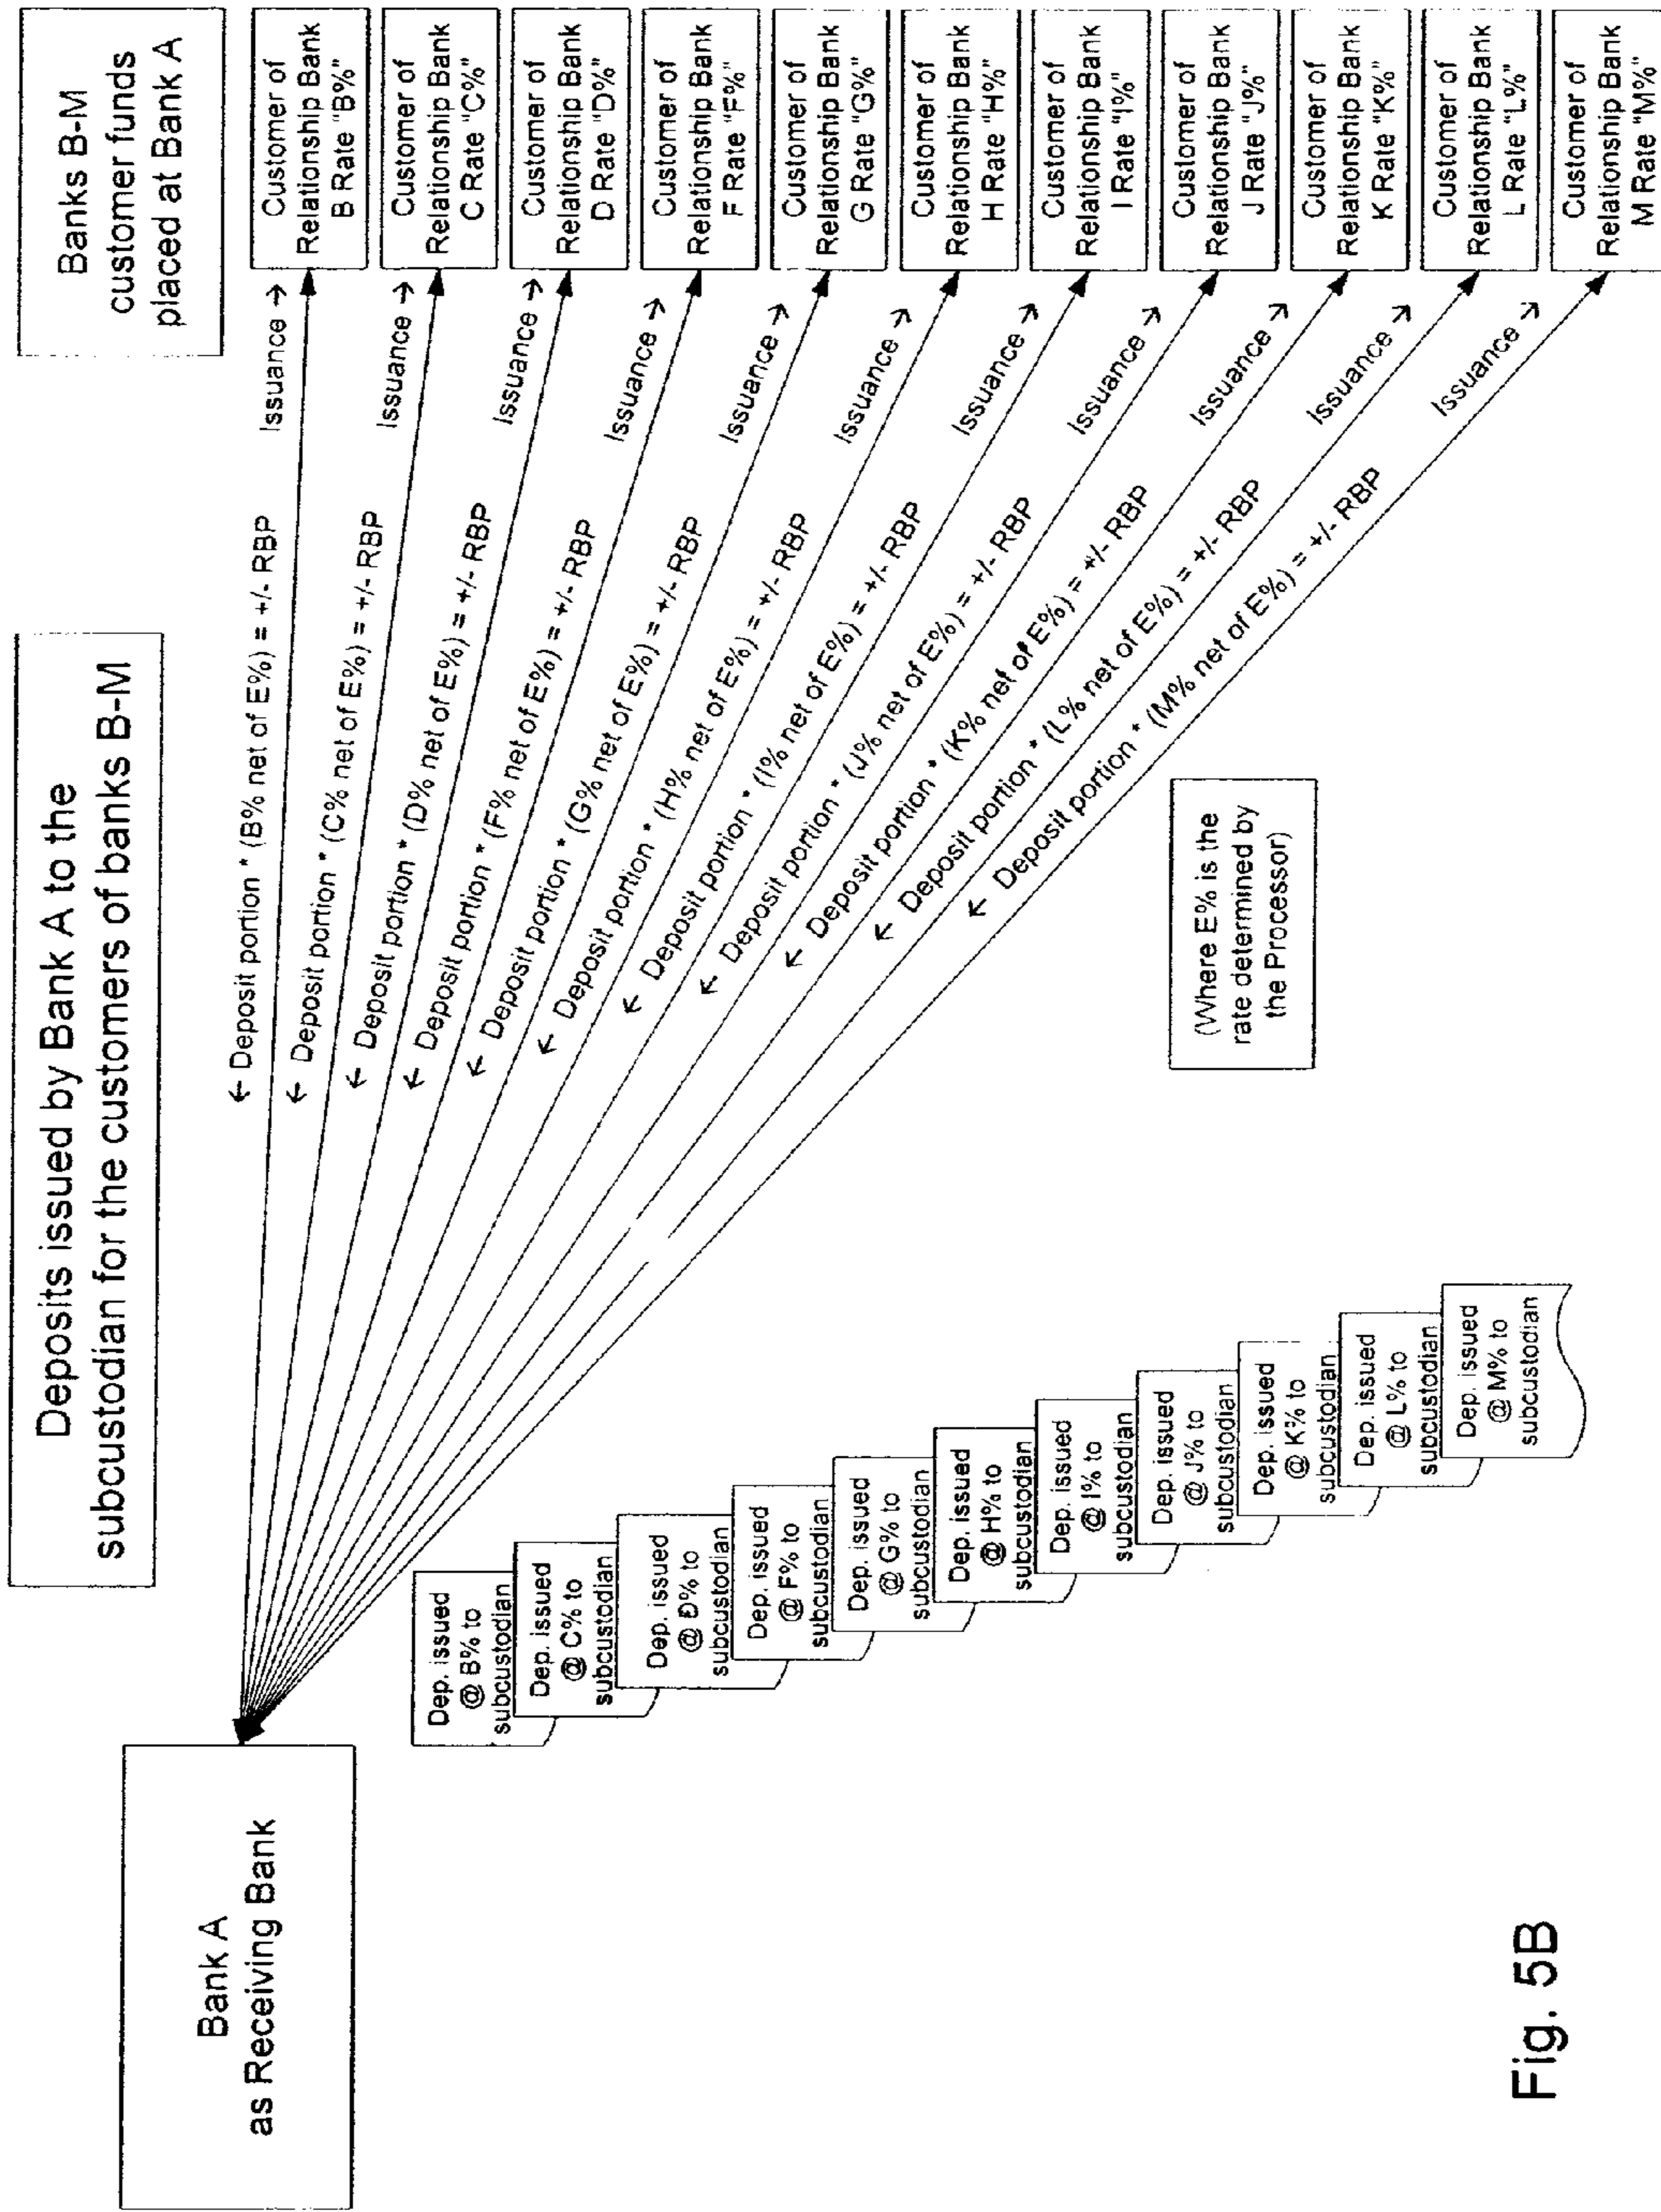 Deposits issued by Bank A to the
subcustodian for the customers of banks B-M
Banks B-M
customer funds
placed at Bank A
Bank A
as Receiving Bank
← Deposit portion * (B% net of E%) = +/- RBP
Issuance →
Customer of
Relationship Bank
B Rate "B%"
← Deposit portion * (C% net of E%) = +/- RBP
Issuance →
Customer of
Relationship Bank
C Rate "C%"
← Deposit portion * (D% net of E%) = +/- RBP
Issuance →
Customer of
Relationship Bank
D Rate "D%"
← Deposit portion * (F% net of E%) = +/- RBP
Issuance →
Customer of
Relationship Bank
F Rate "F%"
← Deposit portion * (G% net of E%) = +/- RBP
Issuance →
Customer of
Relationship Bank
G Rate "G%"
← Deposit portion * (H% net of E%) = +/- RBP
Issuance →
Customer of
Relationship Bank
H Rate "H%"
← Deposit portion * (I% net of E%) = +/- RBP
Issuance →
Customer of
Relationship Bank
I Rate "I%"
← Deposit portion * (J% net of E%) = +/- RBP
Issuance →
Customer of
Relationship Bank
J Rate "J%"
← Deposit portion * (K% net of E%) = +/- RBP
Issuance →
Customer of
Relationship Bank
K Rate "K%"
← Deposit portion * (L% net of E%) = +/- RBP
Issuance →
Customer of
Relationship Bank
L Rate "L%"
← Deposit portion * (M% net of E%) = +/- RBP
Issuance →
Customer of
Relationship Bank
M Rate "M%"
Dep. issued
@ B% to
subcustodian
Dep. issued
@ C% to
subcustodian
Dep. issued
@ D% to
subcustodian
Dep. issued
@ F% to
subcustodian
Dep. issued
@ G% to
subcustodian
Dep. issued
@ H% to
subcustodian
Dep. issued
@ I% to
subcustodian
Dep. issued
@ J% to
subcustodian
Dep. issued
@ K% to
subcustodian
Dep. issued
@ L% to
subcustodian
Dep. issued
@ M% to
subcustodian
(Where E% is the
rate determined by
the Processor)
Fig. 5B